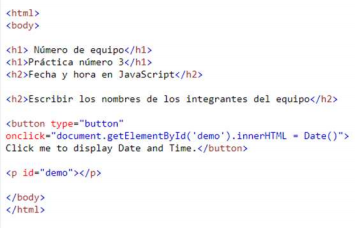 <html>
<body>
<h1> Número de equipo</h1>
<h1>Práctica número 3</h1>
<h2>Fecha y hora en JavaScript</h2>
<h2>Escribir los nombres de los integrantes del equipo</h2>
<button type="button"
onclick="document.getElementById('demo').innerHTML = Date()">
Click me to display Date and Time.</button>
<p id="demo"></p>
</body>
</html>